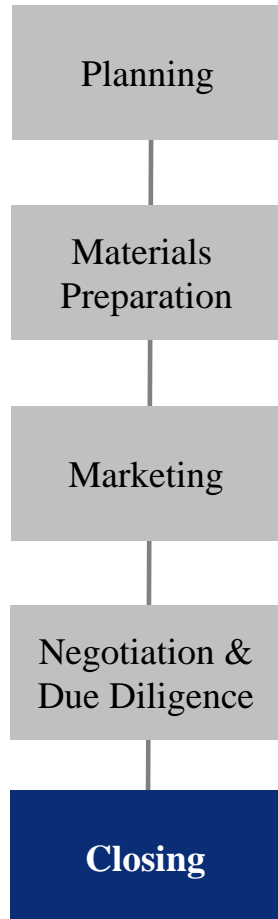 Planning
Materials
Preparation
Marketing
Negotiation &
Due Diligence
Closing